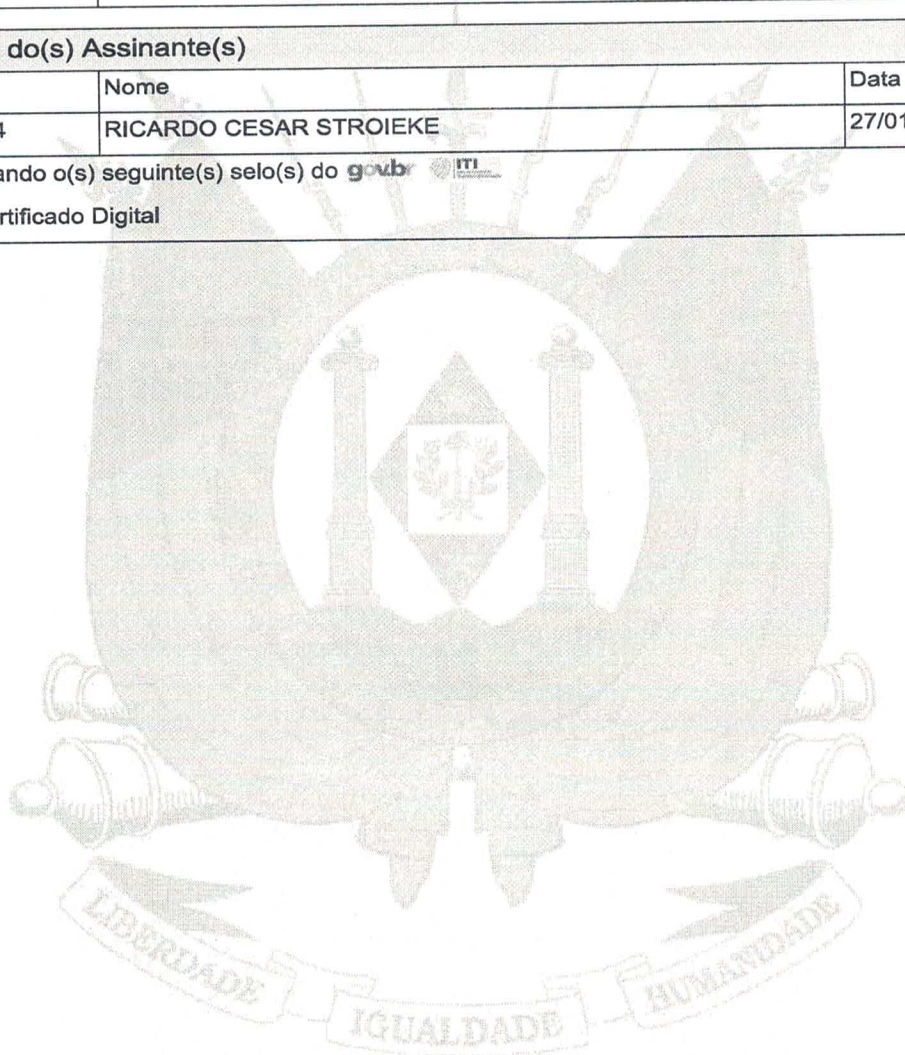 do(s) Assinante(s)
Nome Data
4 RICARDO CESAR STROIEKE 27/01
ando o(s) seguinte(s) selo(s) do gov.br ITI
rtificado Digital
LIBERDADE
IGUALDADE
HUMANIDADE